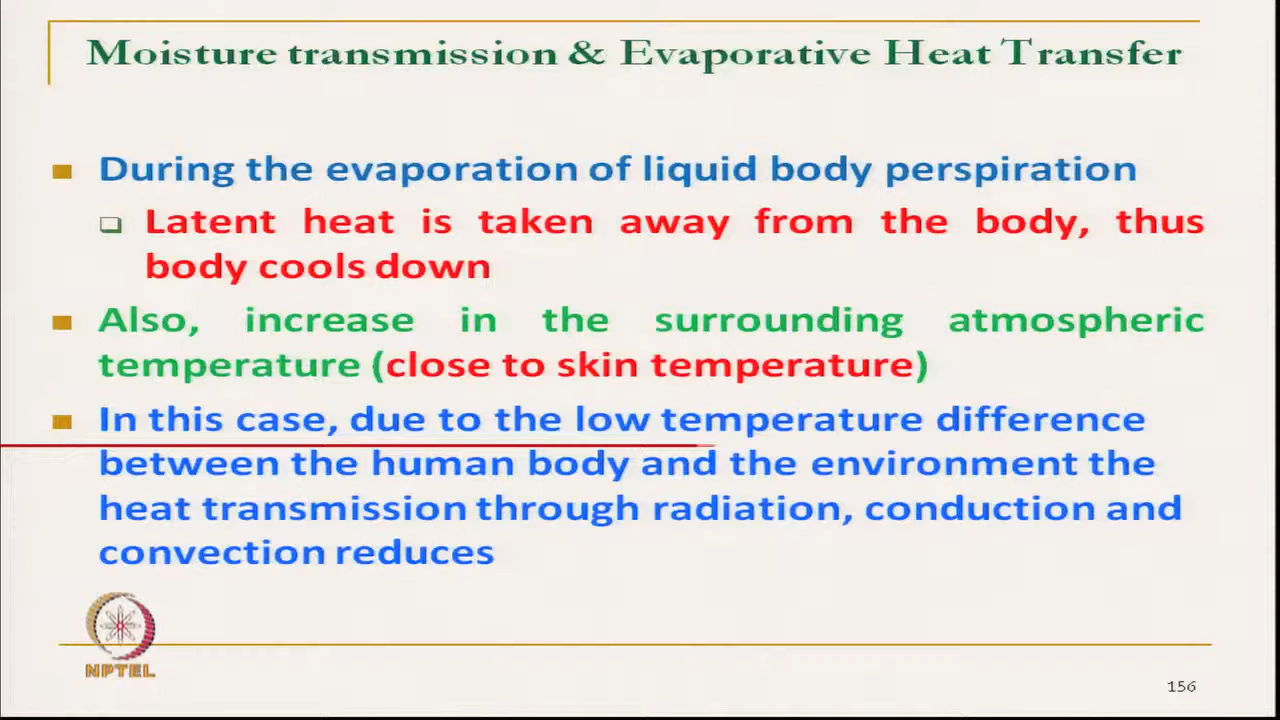 Moisture transmission & Evaporative Heat Transfer
During the evaporation of liquid body perspiration
Latent heat is taken away from the body, thus
body cools down
Also, increase in the surrounding atmospheric
temperature (close to skin temperature)
In this case, due to the low temperature difference
between the human body and the environment the
heat transmission through radiation, conduction and
convection reduces
NPTEL
156